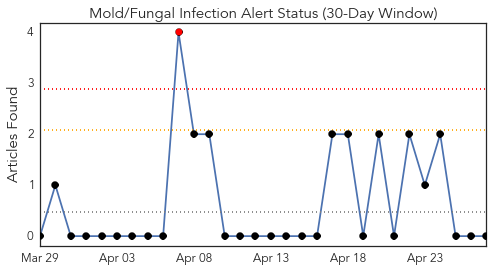 Mold/Fungal Infection Alert Status (30-Day Window)
Articles Found
4
3
2
1
0
Mar 29 Apr 03 Apr 08 Apr 13 Apr 18 Apr 23